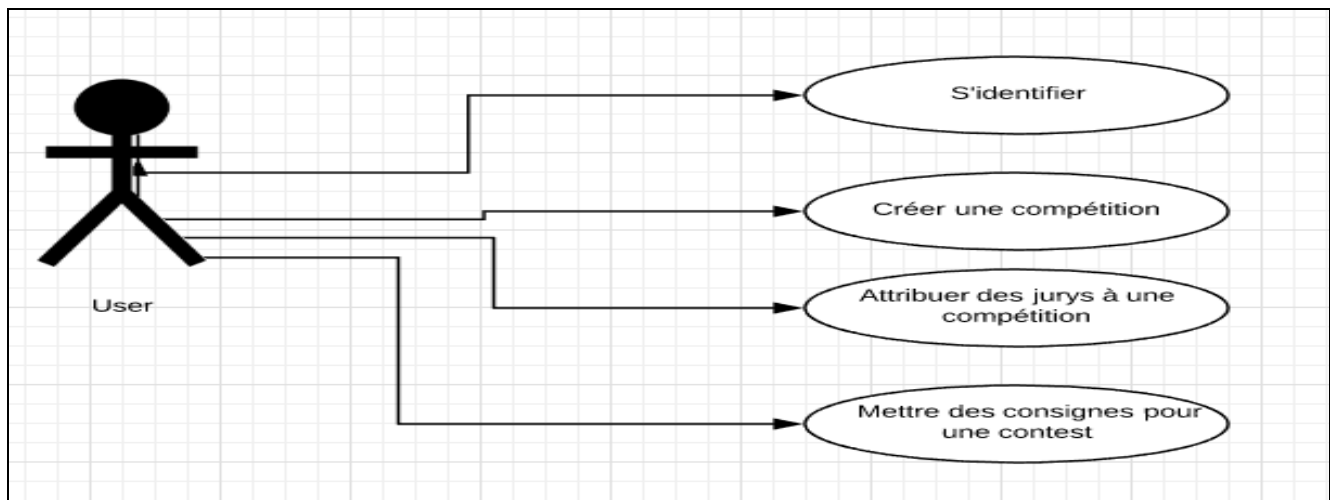 S'identifier
Créer une compétition
User
Attribuer des jurys à une
compétition
Mettre des consignes pour
une contest